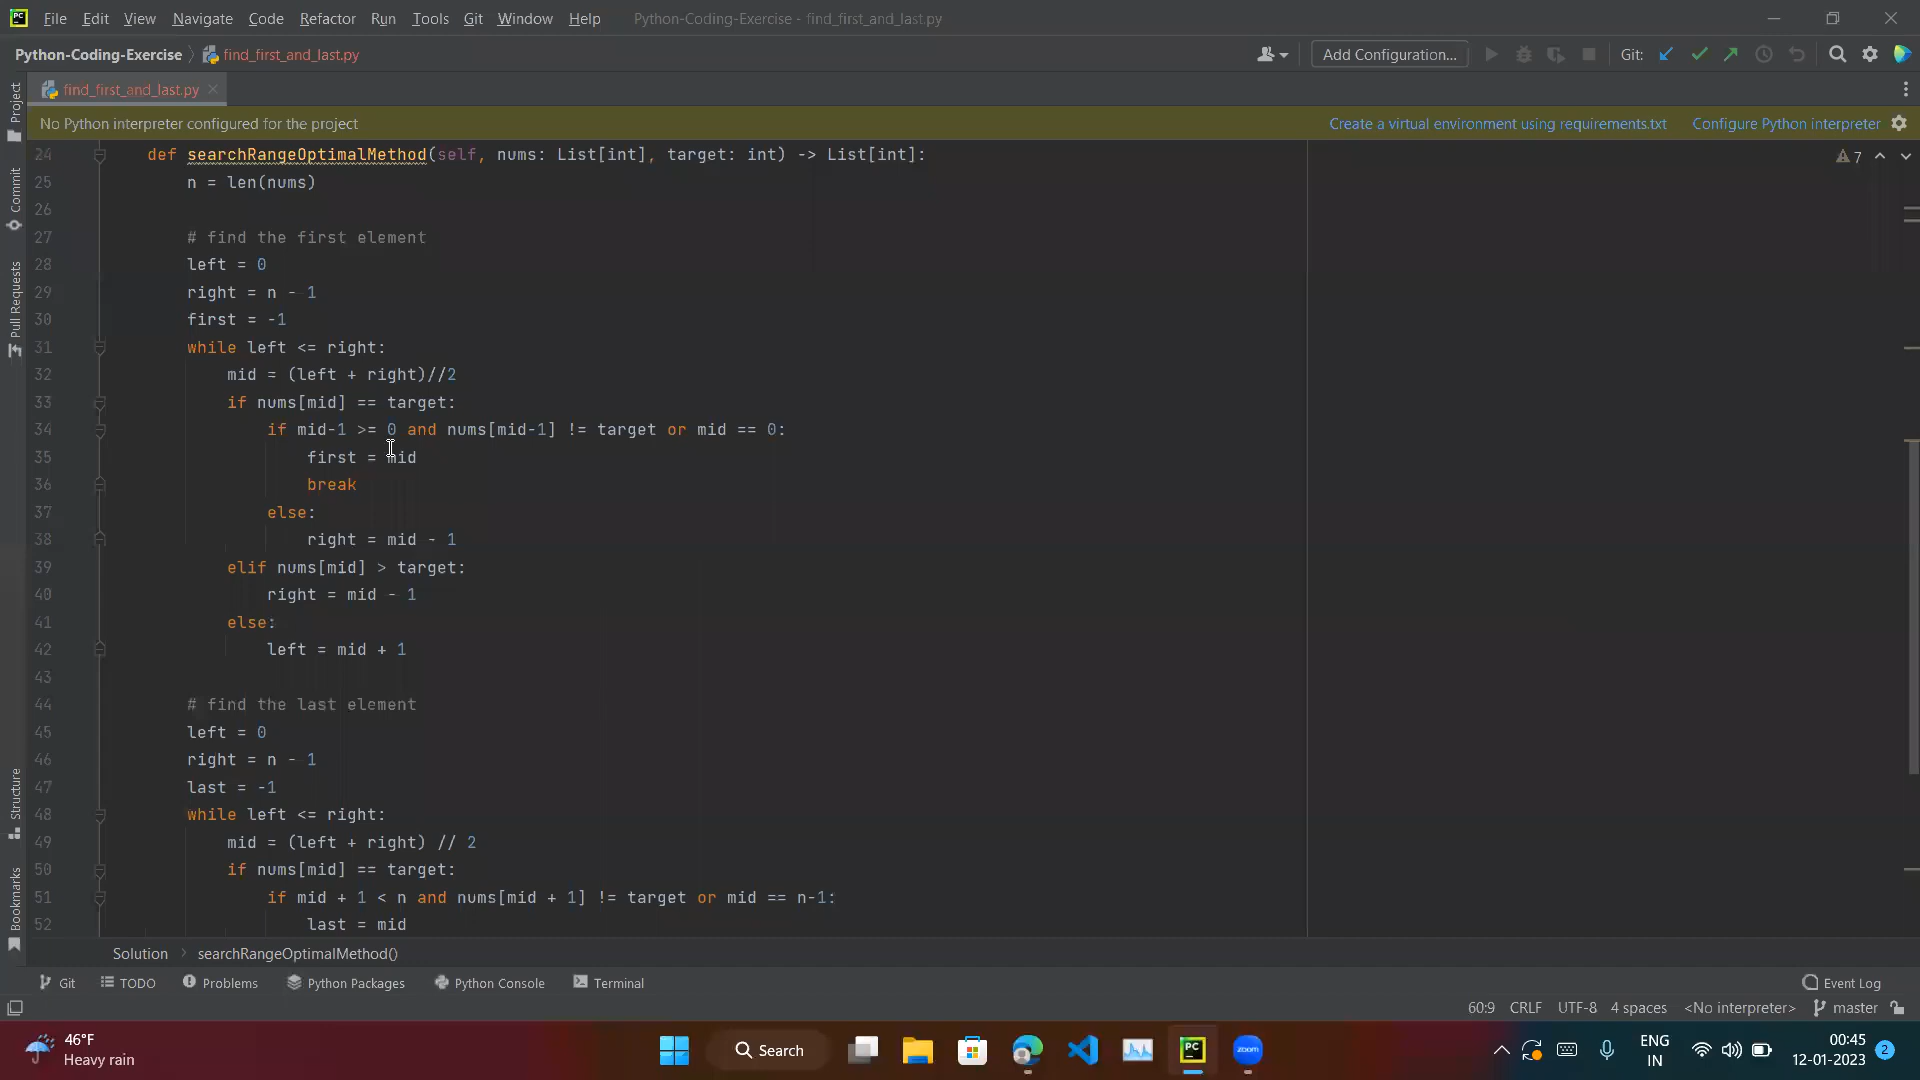 File Edit View Navigate Code Refactor Run Tools Git Window Help Python-Coding-Exercise - find_first_and_last.py
Python-Coding-Exercise find_first_and_last.py Add Configuration... Git:
find_first_and_last.py
No Python interpreter configured for the project Create a virtual environment using requirements.txt Configure Python interpreter
Project
Commit
Pull Requests
Structure
Bookmarks
7
24 def searchRangeOptimalMethod(self, nums: List[int], target: int) -> List[int]:
25 n = len(nums)
26
27 # find the first element
28 left = 0
29 right = n - 1
30 first = -1
31 while left <= right:
32 mid = (left + right)//2
33 if nums[mid] == target:
34 if mid-1 >= 0 and nums[mid-1] != target or mid == 0:
35 first = mid
36 break
37 else:
38 right = mid - 1
39 elif nums[mid] > target:
40 right = mid - 1
41 else:
42 left = mid + 1
43
44 # find the last element
45 left = 0
46 right = n - 1
47 last = -1
48 while left <= right:
49 mid = (left + right) // 2
50 if nums[mid] == target:
51 if mid + 1 < n and nums[mid + 1] != target or mid == n-1:
52 last = mid
Solution searchRangeOptimalMethod()
Git TODO Problems Python Packages Python Console Terminal Event Log
60:9 CRLF UTF-8 4 spaces <No interpreter> master
46°F
Heavy rain
Search
PC
zoom
ENG
IN
00:45
12-01-2023
2